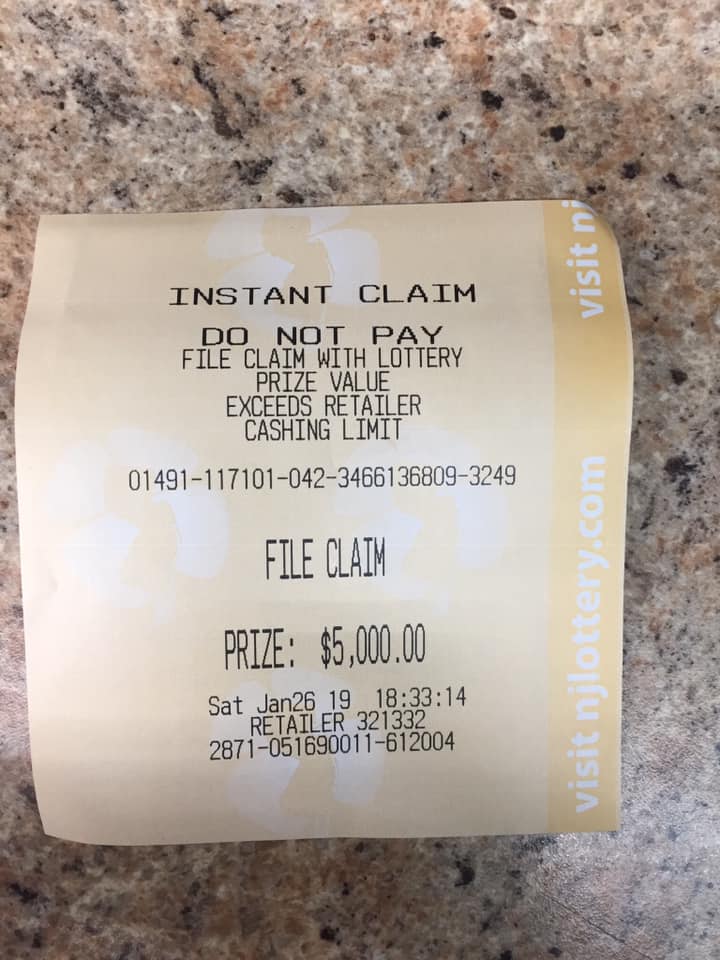 INSTANT CLAIM
DO NOT PAY
FILE CLAIM WITH LOTTERY
PRIZE VALUE
EXCEEDS RETAILER
CASHING LIMIT
01491-117101-042-3466136809-3249
FILE CLAIM
PRIZE: $5,000.00
Sat Jan26 19 18:33:14
RETAILER 321332
2871-051690011-612004
visit njlottery.com
visit nj